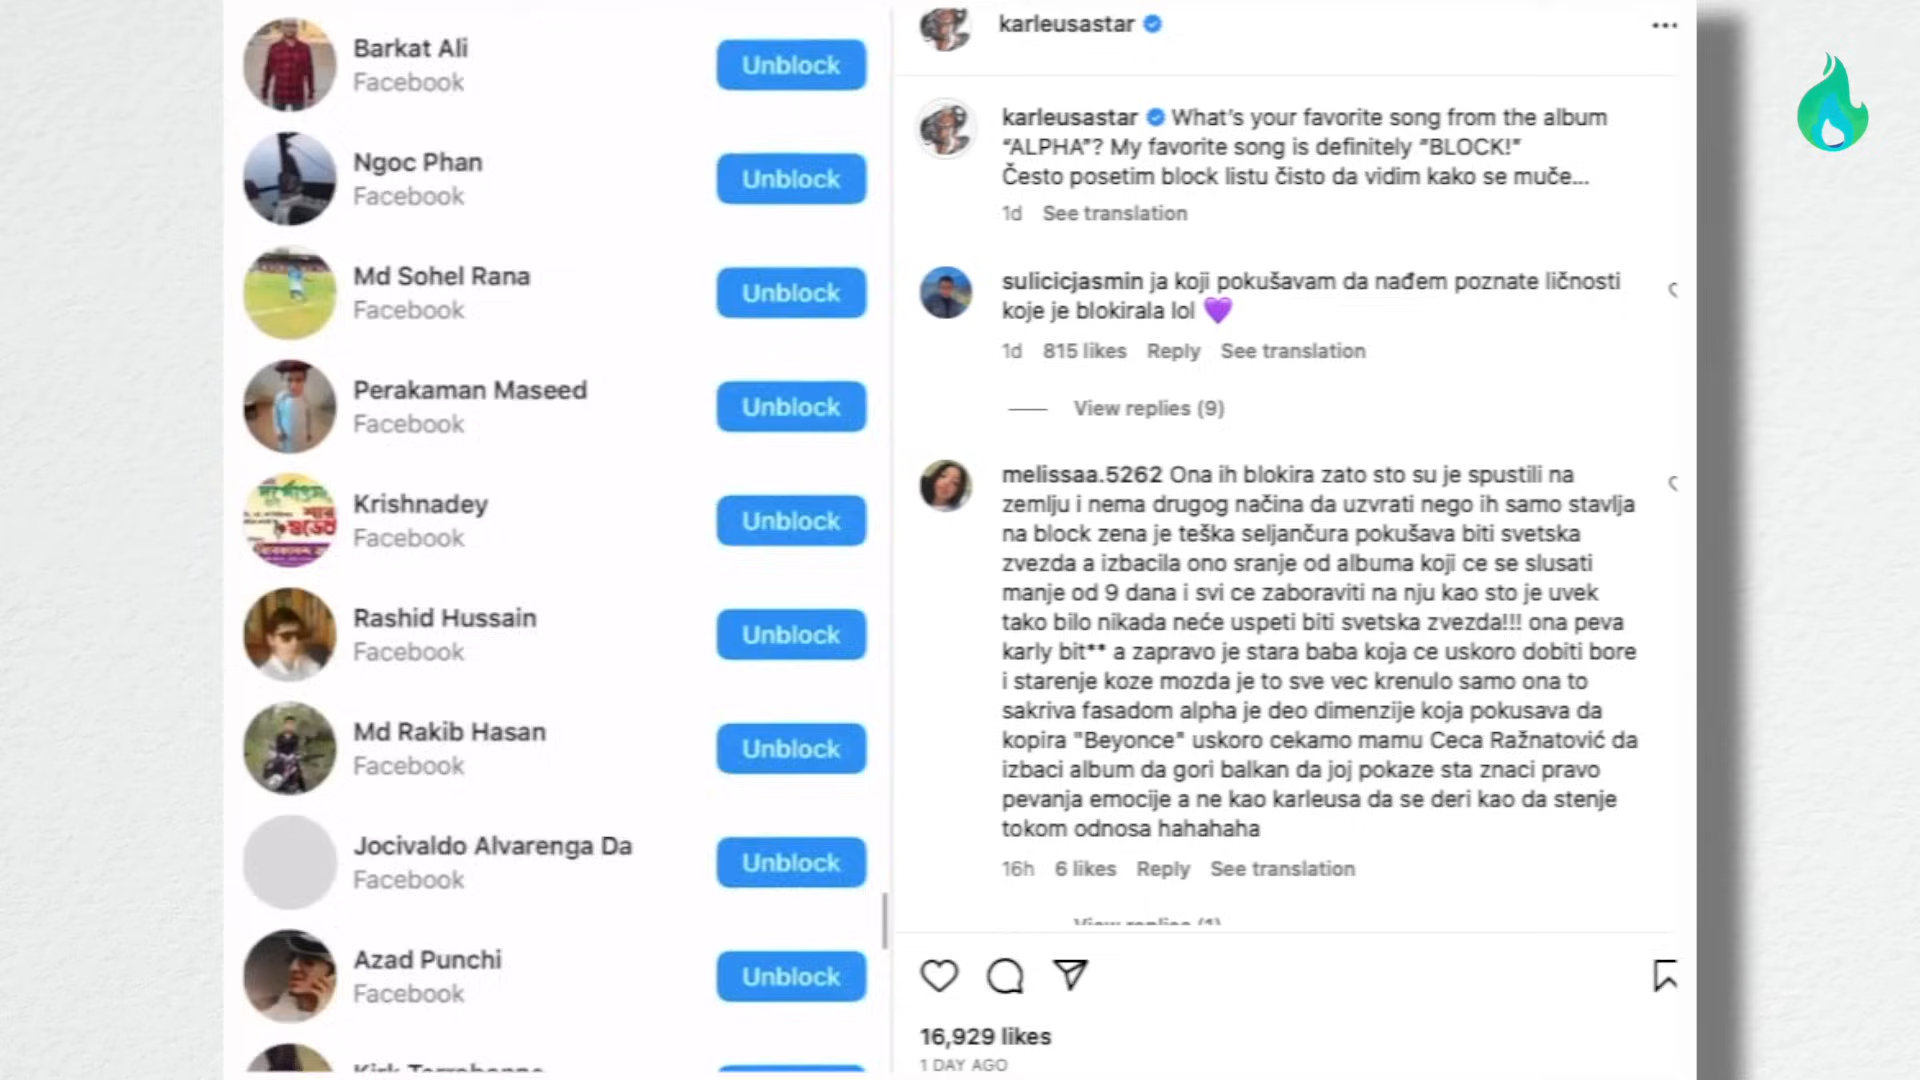 Barkat Ali
Facebook
Unblock
Ngoc Phan
Facebook
Unblock
Md Sohel Rana
Facebook
Unblock
Perakaman Maseed
Facebook
Unblock
Krishnadey
Facebook
Unblock
Rashid Hussain
Facebook
Unblock
Md Rakib Hasan
Facebook
Unblock
Jocivaldo Alvarenga Da
Facebook
Unblock
Azad Punchi
Facebook
Unblock
karleusastar
karleusastar What's your favorite song from the album
"ALPHA"? My favorite song is definitely "BLOCK!"
Često posetim block listu čisto da vidim kako se muče...
1d See translation
sulicicjasmin ja koji pokušavam da nađem poznate ličnosti
koje je blokirala lol 💜
1d 815 likes Reply See translation
View replies (9)
melissaa.5262 Ona ih blokira zato sto su je spustili na
zemlju i nema drugog načina da uzvrati nego ih samo stavlja
na block zena je teška seljančura pokušava biti svetska
zvezda a izbacila ono sranje od albuma koji ce se slusati
manje od 9 dana i svi ce zaboraviti na nju kao sto je uvek
tako bilo nikada neće uspeti biti svetska zvezda!!! ona peva
karly bit** a zapravo je stara baba koja ce uskoro dobiti bore
i starenje koze mozda je to sve vec krenulo samo ona to
sakriva fasadom alpha je deo dimenzije koja pokusava da
kopira "Beyonce" uskoro cekamo mamu Ceca Ražnatović da
izbaci album da gori balkan da joj pokaze sta znaci pravo
pevanja emocije a ne kao karleusa da se deri kao da stenje
tokom odnosa hahahaha
16h 6 likes Reply See translation
View replies (1)
16,929 likes
1 DAY AGO